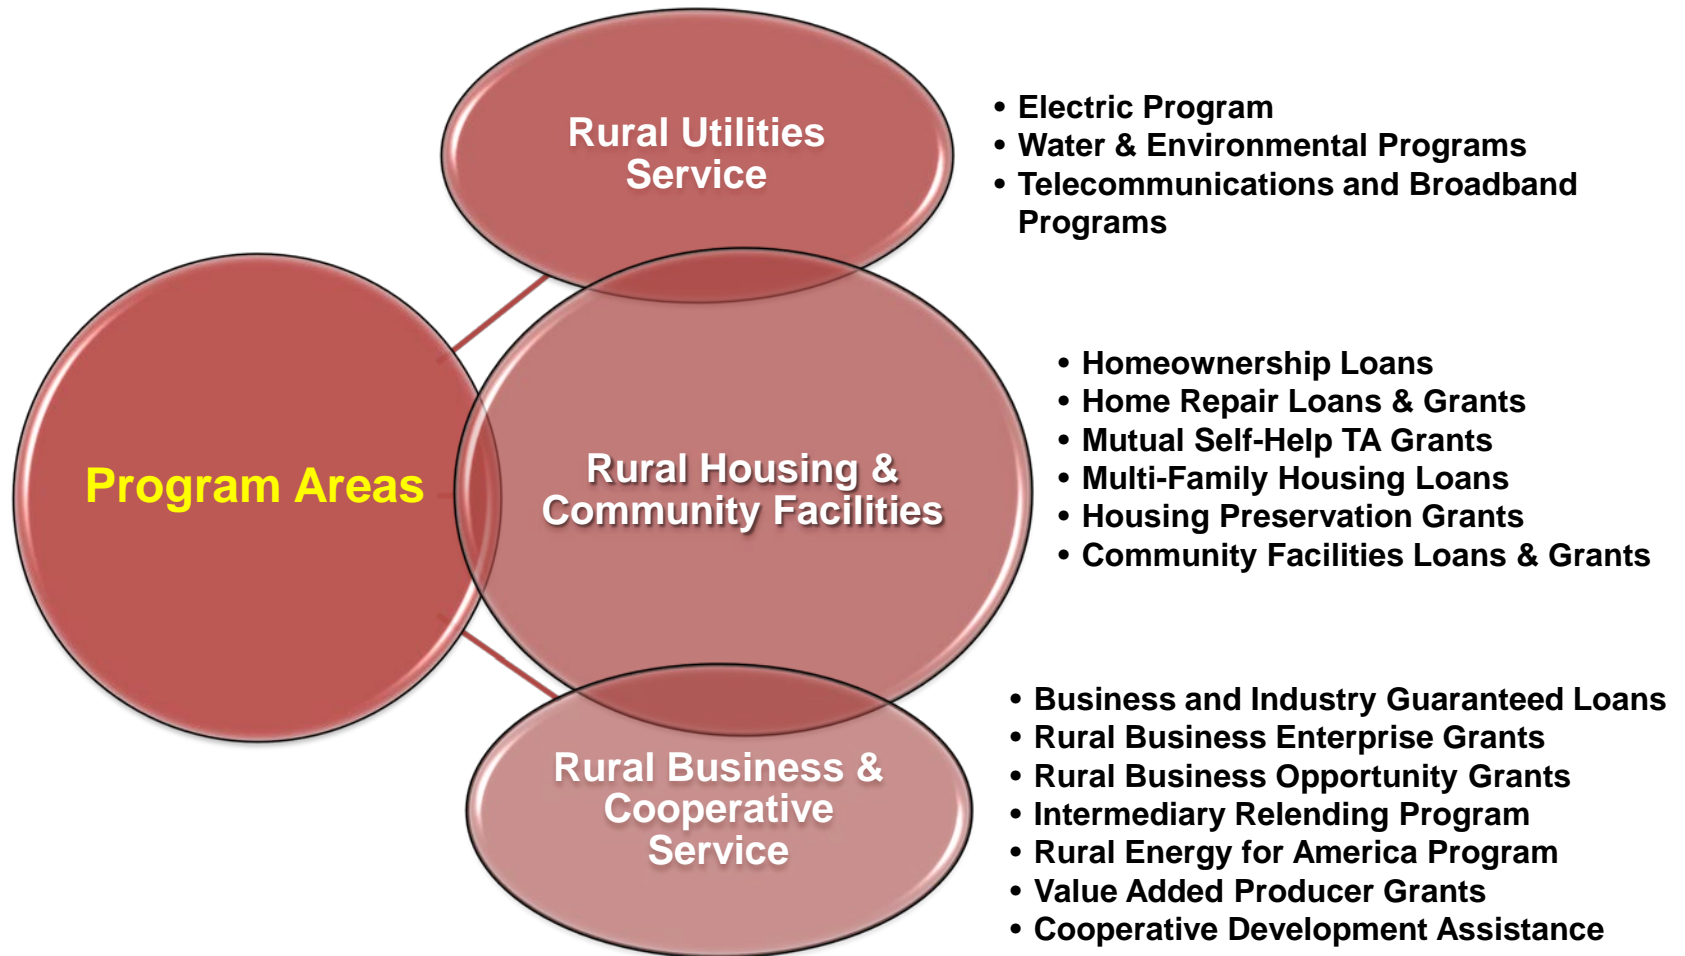 Program Areas
Rural Utilities
Service
• Electric Program
• Water & Environmental Programs
• Telecommunications and Broadband
Programs
Rural Housing &
Community Facilities
• Homeownership Loans
• Home Repair Loans & Grants
• Mutual Self-Help TA Grants
• Multi-Family Housing Loans
• Housing Preservation Grants
• Community Facilities Loans & Grants
Rural Business &
Cooperative
Service
• Business and Industry Guaranteed Loans
• Rural Business Enterprise Grants
• Rural Business Opportunity Grants
• Intermediary Relending Program
• Rural Energy for America Program
• Value Added Producer Grants
• Cooperative Development Assistance